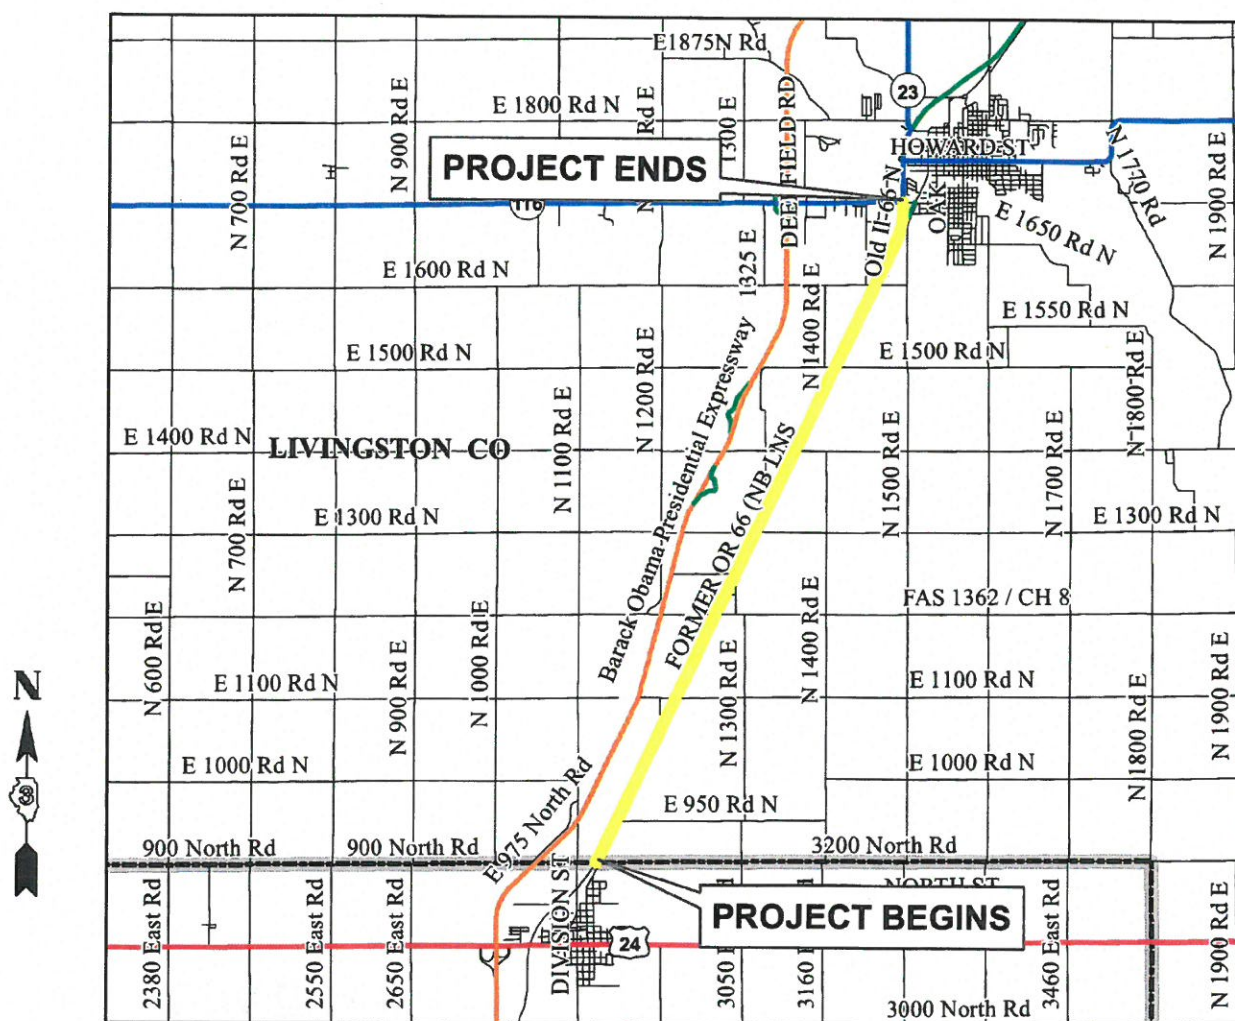 E1875N Rd
E 1800 Rd N
23
HOWARD ST
PROJECT ENDS
N 700 Rd E
N 900 Rd E
Rd E
1300 E
DEERFIELD RD
Old Il-66 N
OAK
N 1770 Rd
N 1900 Rd E
116
E 1650 Rd N
E 1600 Rd N
1325 E
N 1400 Rd E
E 1550 Rd N
E 1500 Rd N
E 1500 Rd N
N 1200 Rd E
N 1800 Rd E
E 1400 Rd N
LIVINGSTON CO
N 1100 Rd E
Barack Obama Presidential Expressway
FORMER OR 66 (NB LNS
N 1500 Rd E
N 1700 Rd E
E 1300 Rd N
E 1300 Rd N
N 700 Rd E
FAS 1362 / CH 8
N 600 Rd E
N 900 Rd E
N 1000 Rd E
N 1300 Rd E
N 1400 Rd E
N 1800 Rd E
N 1900 Rd E
E 1100 Rd N
E 1100 Rd N
N
E 1000 Rd N
E 1000 Rd N
E 975 North Rd
E 950 Rd N
900 North Rd
900 North Rd
3200 North Rd
NORTH ST
PROJECT BEGINS
DIVISION ST
24
2380 East Rd
2550 East Rd
2650 East Rd
3050
3160
3460 East Rd
N 1900 Rd E
3000 North Rd